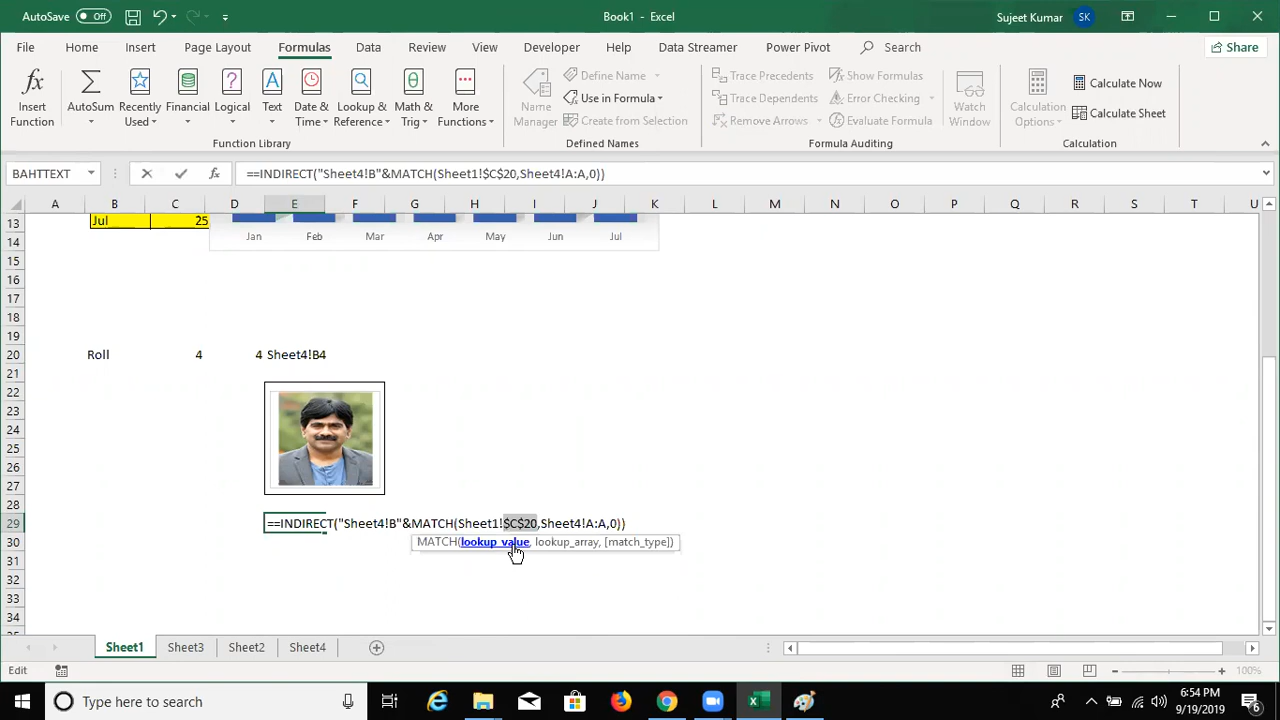 AutoSave Off Book1 - Excel Sujeet Kumar SK
File Home Insert Page Layout Formulas Data Review View Developer Help Data Streamer Power Pivot Search Share
Insert Function AutoSum Recently Used Financial Logical Text Date & Time Lookup & Reference Math & Trig More Functions
Function Library
Name Manager Define Name Use in Formula Create from Selection
Defined Names
Trace Precedents Trace Dependents Remove Arrows Show Formulas Error Checking Evaluate Formula Watch Window
Formula Auditing
Calculation Options Calculate Now Calculate Sheet
Calculation
BAHTTEXT fx ==INDIRECT("Sheet4!B"&MATCH(Sheet1!$C$20,Sheet4!A:A,0))
A B C D E F G H I J K L M N O P Q R S T U
13 Jul 25
14 Jan Feb Mar Apr May Jun Jul
15
16
17
18
19
20 Roll 4 4 Sheet4!B4
21
22
23
24
25
26
27
28
29 ==INDIRECT("Sheet4!B"&MATCH(Sheet1!$C$20,Sheet4!A:A,0))
30 MATCH(lookup_value, lookup_array, [match_type])
31
32
33
34
Sheet1 Sheet3 Sheet2 Sheet4
Edit 100%
Type here to search 6:54 PM
9/19/2019 6